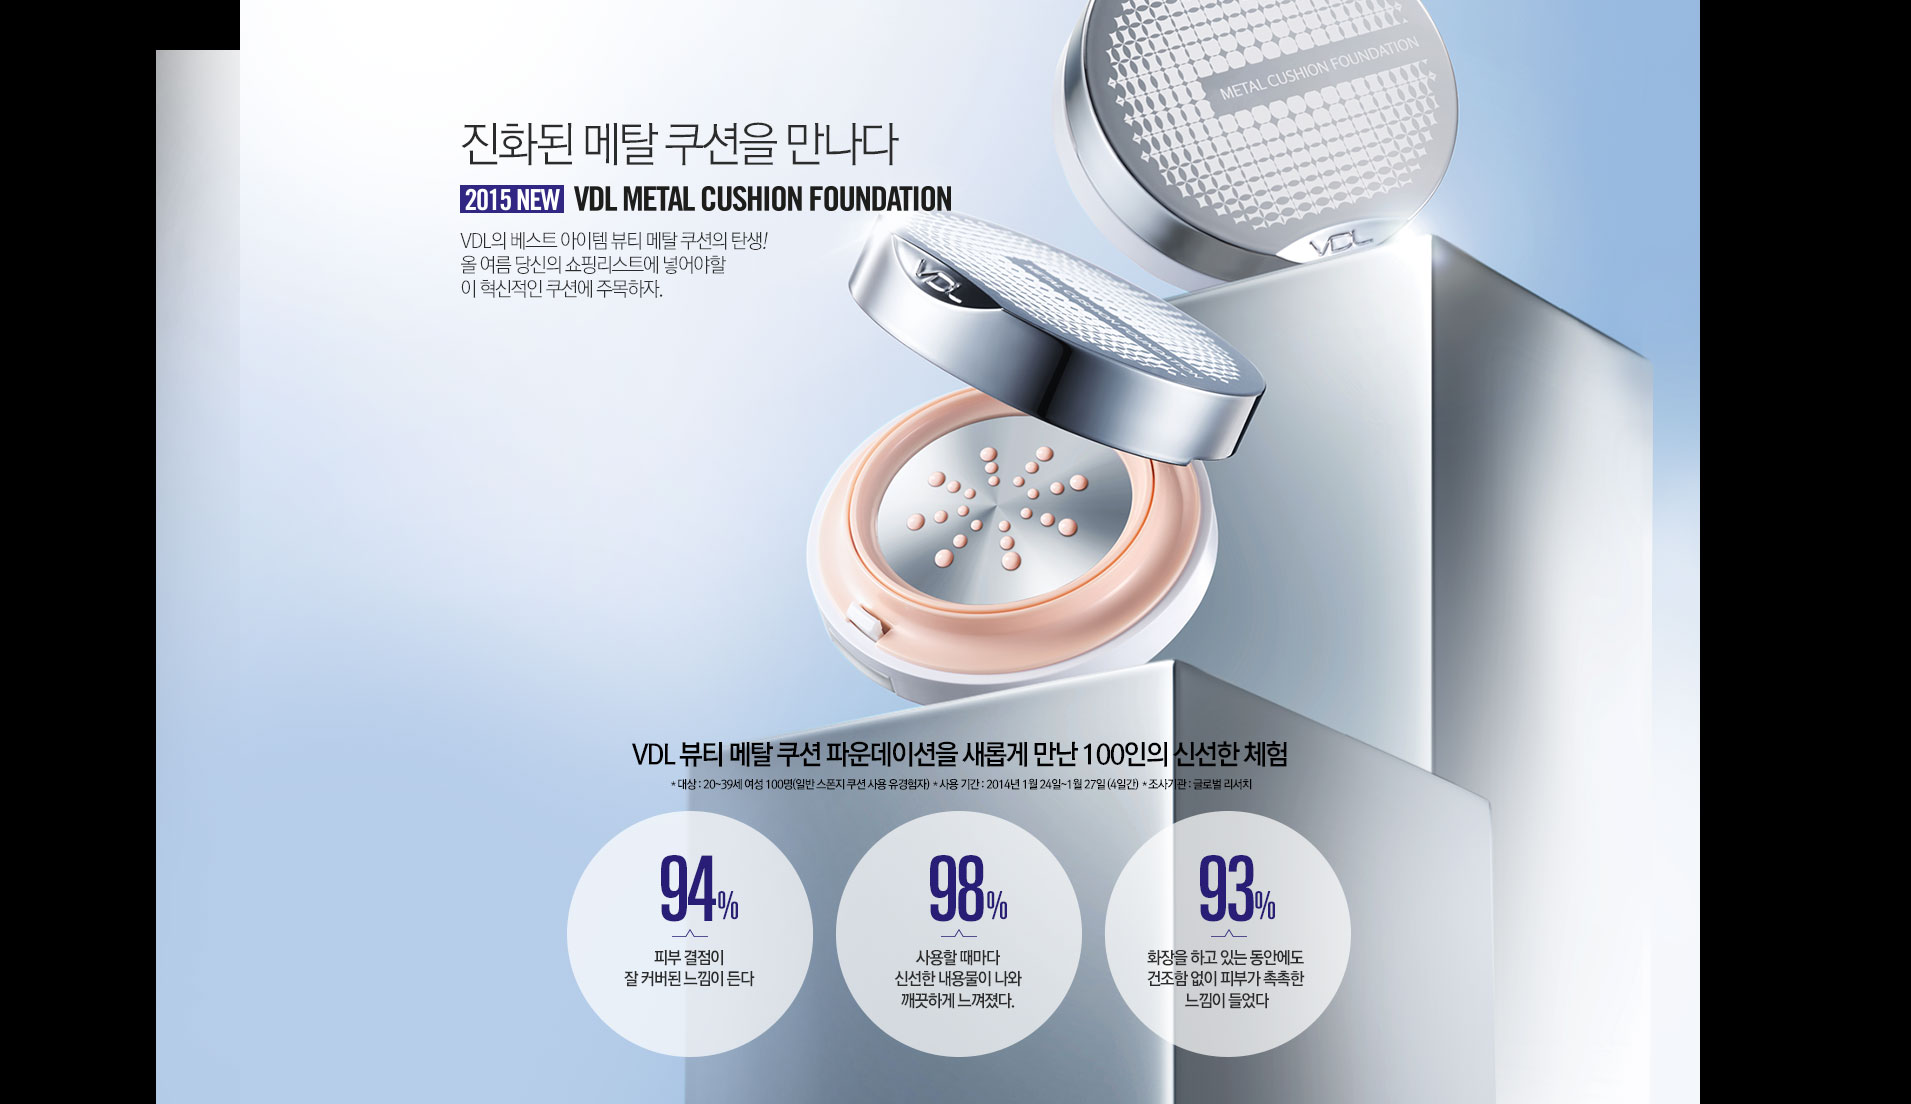 METAL CUSHION FOUNDATION
VDL
진화된 메탈 쿠션을 만나다
2015 NEW VDL METAL CUSHION FOUNDATION
VDL의 베스트 아이템 뷰티 메탈 쿠션의 탄생!
올 여름 당신의 쇼핑리스트에 넣어야할
이 혁신적인 쿠션에 주목하자.
VDL
METAL CUSHION FOUNDATION
VDL 뷰티 메탈 쿠션 파운데이션을 새롭게 만난 100인의 신선한 체험
* 대상 : 20~39세 여성 100명(일반 스폰지 쿠션 사용 유경험자) * 사용 기간 : 2014년 1월 24일~1월 27일 (4일간) * 조사기관 : 글로벌 리서치
94%
피부 결점이
잘 커버된 느낌이 든다
98%
사용할 때마다
신선한 내용물이 나와
깨끗하게 느껴졌다.
93%
화장을 하고 있는 동안에도
건조함 없이 피부가 촉촉한
느낌이 들었다